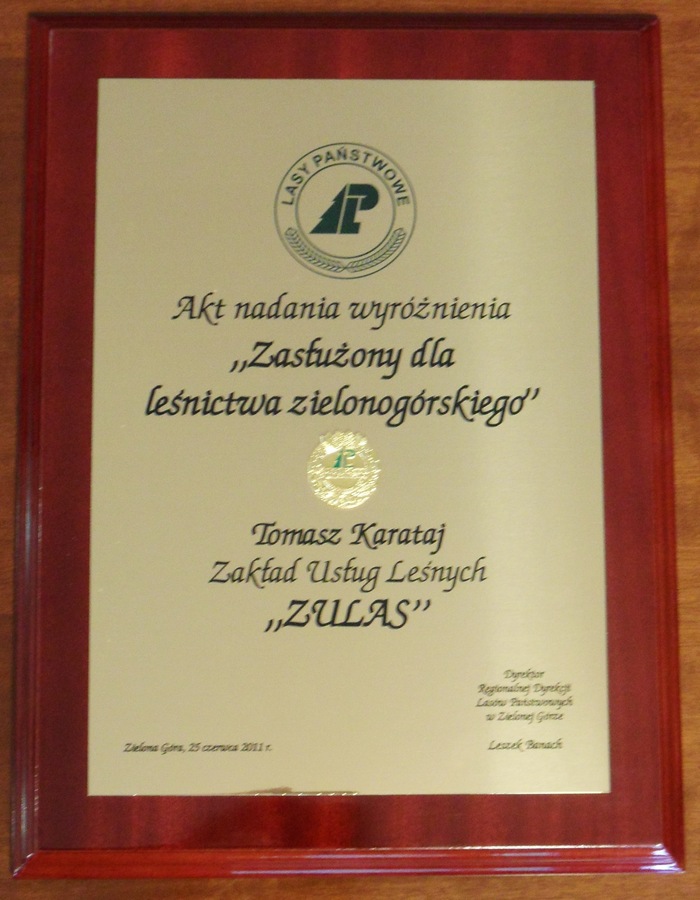 LASY PAŃSTWOWE
LP
Akt nadania wyróżnienia
„Zasłużony dla
leśnictwa zielonogórskiego”
Tomasz Karataj
Zakład Usług Leśnych
„ZULAS”
Dyrektor
Regionalnej Dyrekcji
Lasów Państwowych
w Zielonej Górze
Zielona Góra, 25 czerwca 2011 r.
Leszek Banach